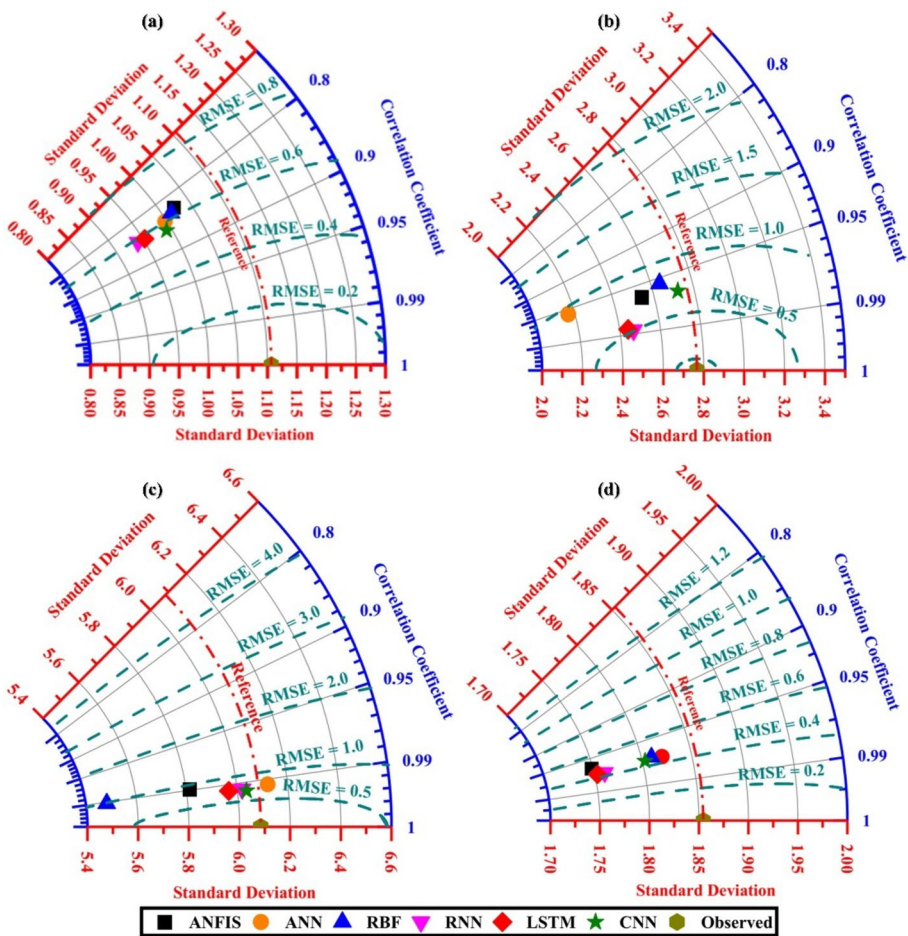 (a)
Standard Deviation
0.80
0.85
0.90
0.95
1.00
1.05
1.10
1.15
1.20
1.25
1.30
0.8
0.9
0.95
0.99
1
Correlation Coefficient
RMSE = 0.8
RMSE = 0.6
RMSE = 0.4
RMSE = 0.2
Reference
0.80
0.85
0.90
0.95
1.00
1.05
1.10
1.15
1.20
1.25
1.30
Standard Deviation
(b)
Standard Deviation
2.0
2.2
2.4
2.6
2.8
3.0
3.2
3.4
0.8
0.9
0.95
0.99
1
Correlation Coefficient
RMSE = 2.0
RMSE = 1.5
RMSE = 1.0
RMSE = 0.5
Reference
2.0
2.2
2.4
2.6
2.8
3.0
3.2
3.4
Standard Deviation
(c)
Standard Deviation
5.4
5.6
5.8
6.0
6.2
6.4
6.6
0.8
0.9
0.95
0.99
1
Correlation Coefficient
RMSE = 4.0
RMSE = 3.0
RMSE = 2.0
RMSE = 1.0
RMSE = 0.5
Reference
5.4
5.6
5.8
6.0
6.2
6.4
6.6
Standard Deviation
(d)
Standard Deviation
1.70
1.75
1.80
1.85
1.90
1.95
2.00
0.8
0.9
0.95
0.99
1
Correlation Coefficient
RMSE = 1.2
RMSE = 1.0
RMSE = 0.8
RMSE = 0.6
RMSE = 0.4
RMSE = 0.2
Reference
1.70
1.75
1.80
1.85
1.90
1.95
2.00
Standard Deviation
ANFIS ANN RBF RNN LSTM CNN Observed